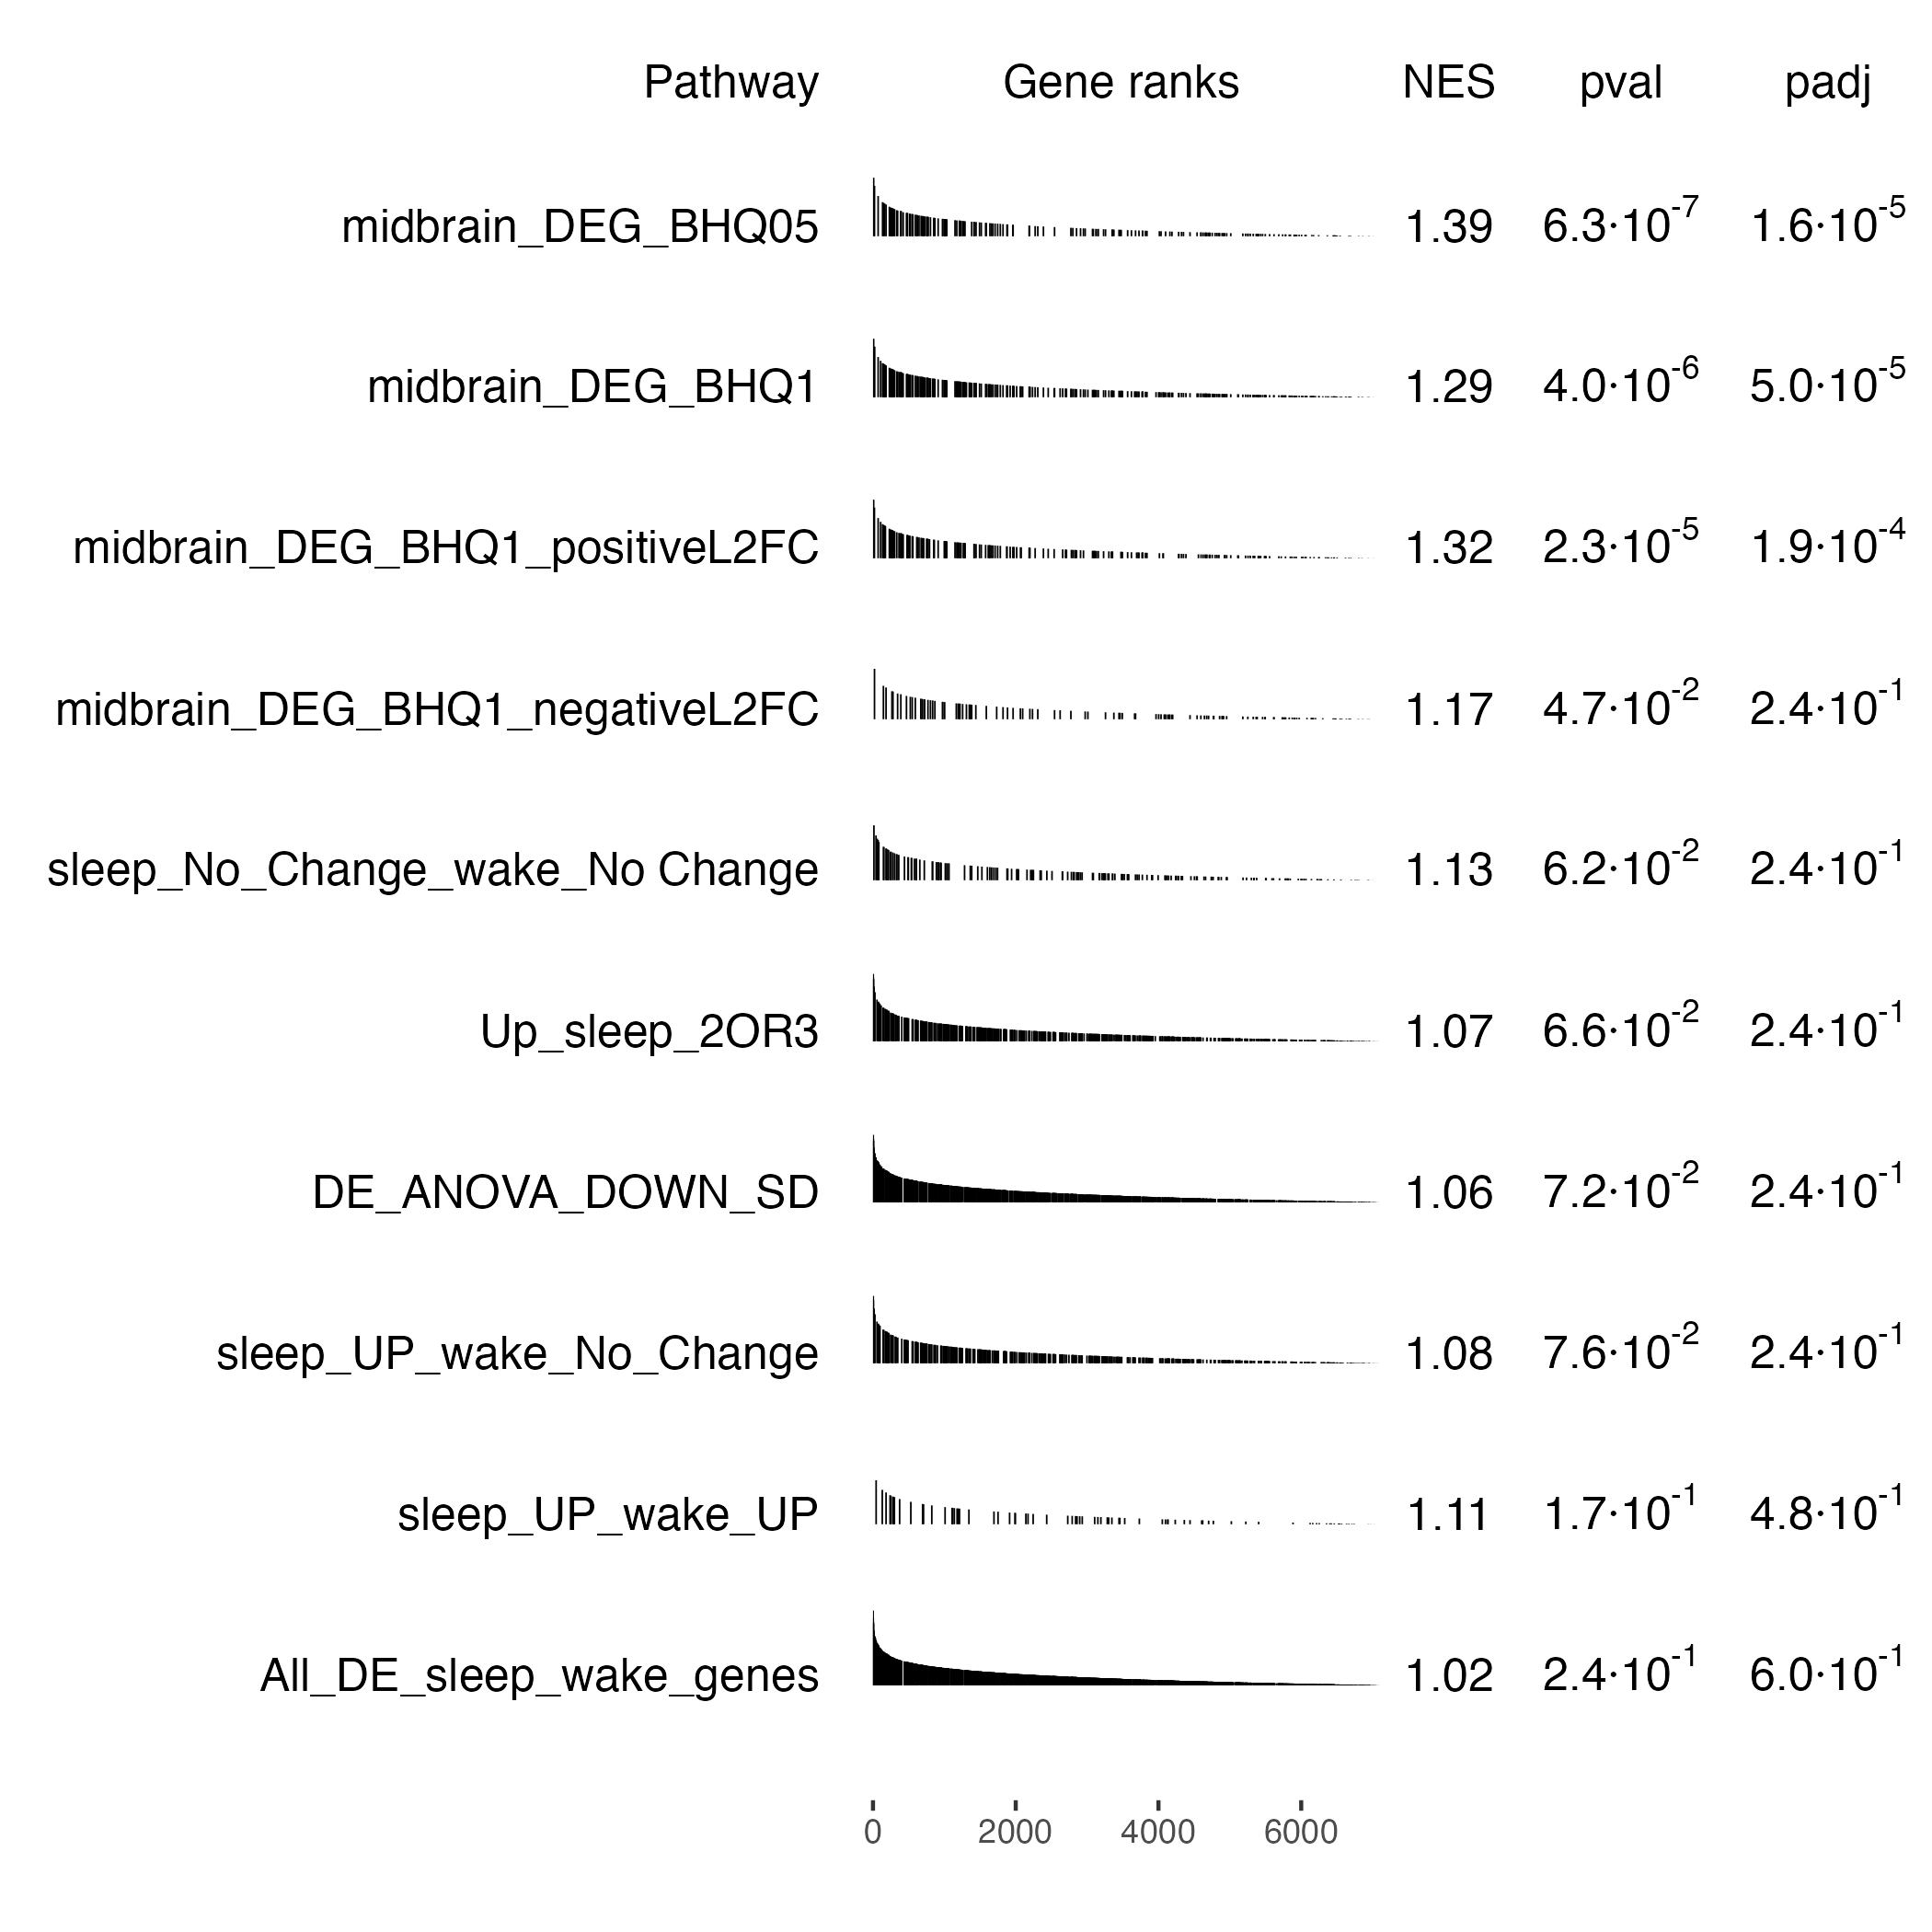 Pathway Gene ranks NES pval padj
midbrain_DEG_BHQ05 1.39 6.3·10⁻⁷ 1.6·10⁻⁵
midbrain_DEG_BHQ1 1.29 4.0·10⁻⁶ 5.0·10⁻⁵
midbrain_DEG_BHQ1_positiveL2FC 1.32 2.3·10⁻⁵ 1.9·10⁻⁴
midbrain_DEG_BHQ1_negativeL2FC 1.17 4.7·10⁻² 2.4·10⁻¹
sleep_No_Change_wake_No Change 1.13 6.2·10⁻² 2.4·10⁻¹
Up_sleep_2OR3 1.07 6.6·10⁻² 2.4·10⁻¹
DE_ANOVA_DOWN_SD 1.06 7.2·10⁻² 2.4·10⁻¹
sleep_UP_wake_No_Change 1.08 7.6·10⁻² 2.4·10⁻¹
sleep_UP_wake_UP 1.11 1.7·10⁻¹ 4.8·10⁻¹
All_DE_sleep_wake_genes 1.02 2.4·10⁻¹ 6.0·10⁻¹
0 2000 4000 6000